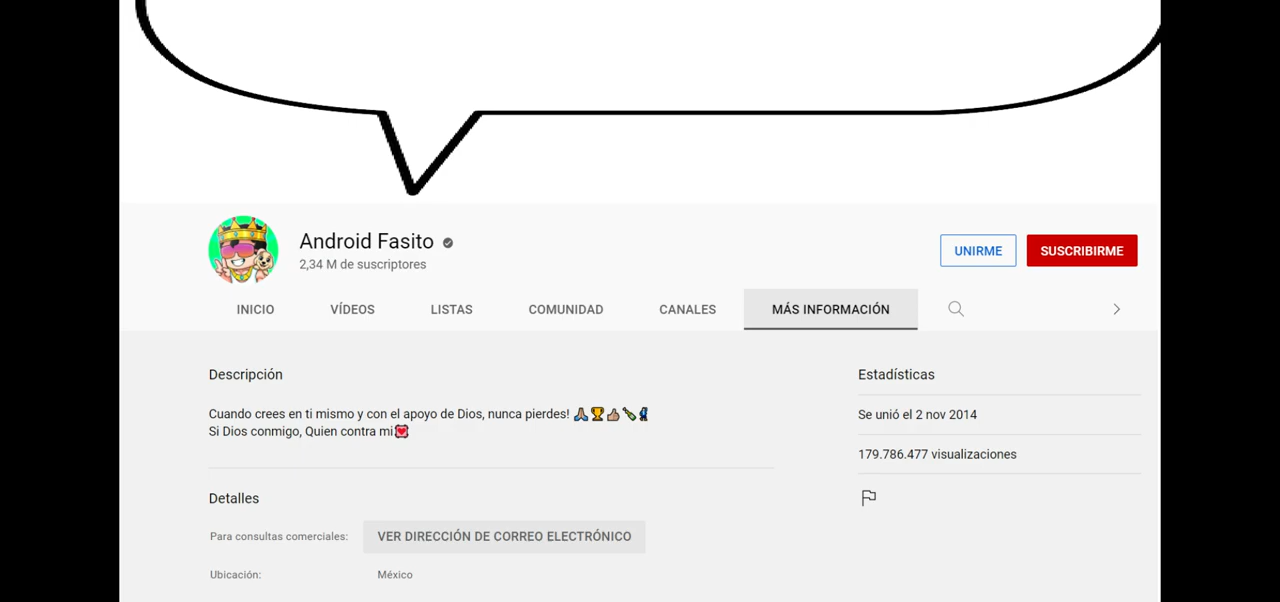 Android Fasito
2,34 M de suscriptores
UNIRME
SUSCRIBIRME
INICIO
VÍDEOS
LISTAS
COMUNIDAD
CANALES
MÁS INFORMACIÓN
Descripción
Cuando crees en ti mismo y con el apoyo de Dios, nunca pierdes! 🙏🏽🏆👍🏽🍾🧞‍♂️
Si Dios conmigo, Quien contra mi💟
Detalles
Para consultas comerciales:
VER DIRECCIÓN DE CORREO ELECTRÓNICO
Ubicación:
México
Estadísticas
Se unió el 2 nov 2014
179.786.477 visualizaciones